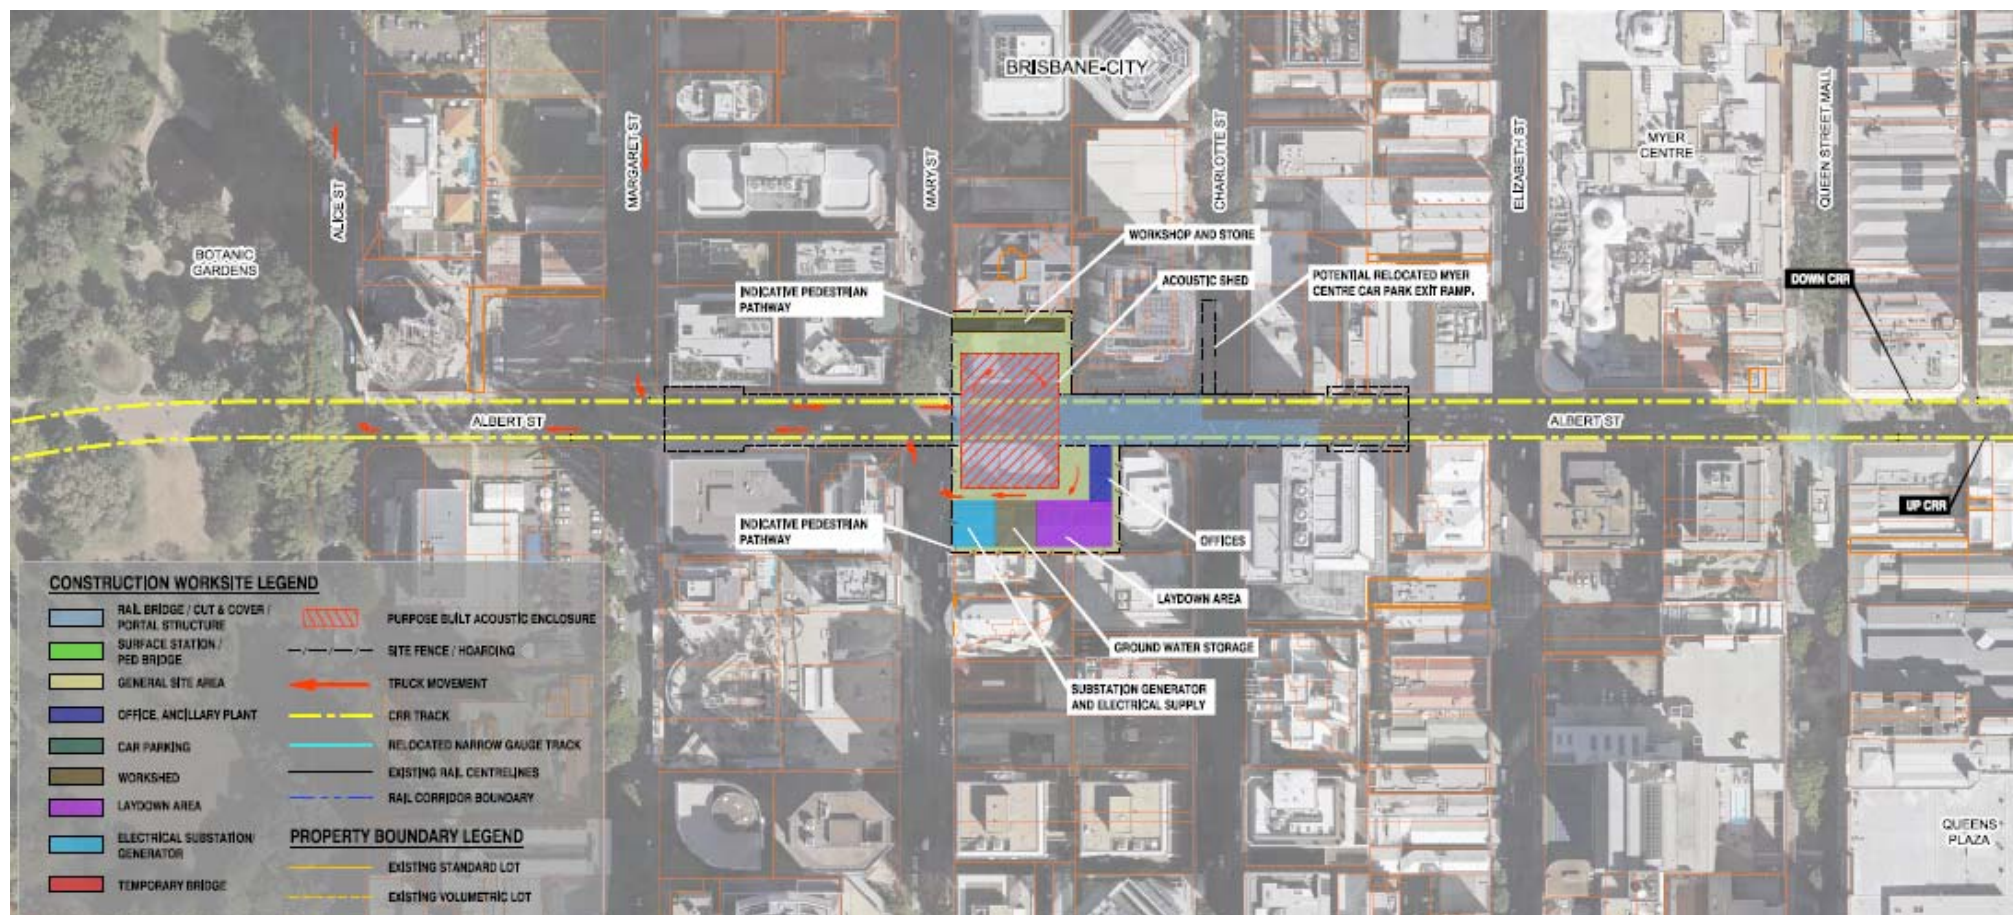 BRISBANE-CITY
MARGARET ST
MARY ST
CHARLOTTE ST
ELIZABETH ST
QUEEN STREET MALL
MYER
CENTRE
ALICE ST
BOTANIC
GARDENS
WORKSHOP AND STORE
ACOUSTIC SHED
POTENTIAL RELOCATED MYER
CENTRE CAR PARK EXIT RAMP.
INDICATIVE PEDESTRIAN
PATHWAY
DOWN CRR
ALBERT ST
ALBERT ST
UP CRR
INDICATIVE PEDESTRIAN
PATHWAY
OFFICES
LAYDOWN AREA
GROUND WATER STORAGE
SUBSTATION GENERATOR
AND ELECTRICAL SUPPLY
QUEENS
PLAZA
CONSTRUCTION WORKSITE LEGEND
RAIL BRIDGE / CUT & COVER /
PORTAL STRUCTURE
SURFACE STATION /
PED BRIDGE
GENERAL SITE AREA
OFFICE, ANCILLARY PLANT
CAR PARKING
WORKSHED
LAYDOWN AREA
ELECTRICAL SUBSTATION/
GENERATOR
TEMPORARY BRIDGE
PURPOSE BUILT ACOUSTIC ENCLOSURE
SITE FENCE / HOARDING
TRUCK MOVEMENT
CRR TRACK
RELOCATED NARROW GAUGE TRACK
EXISTING RAIL CENTRELINES
RAIL CORRIDOR BOUNDARY
PROPERTY BOUNDARY LEGEND
EXISTING STANDARD LOT
EXISTING VOLUMETRIC LOT